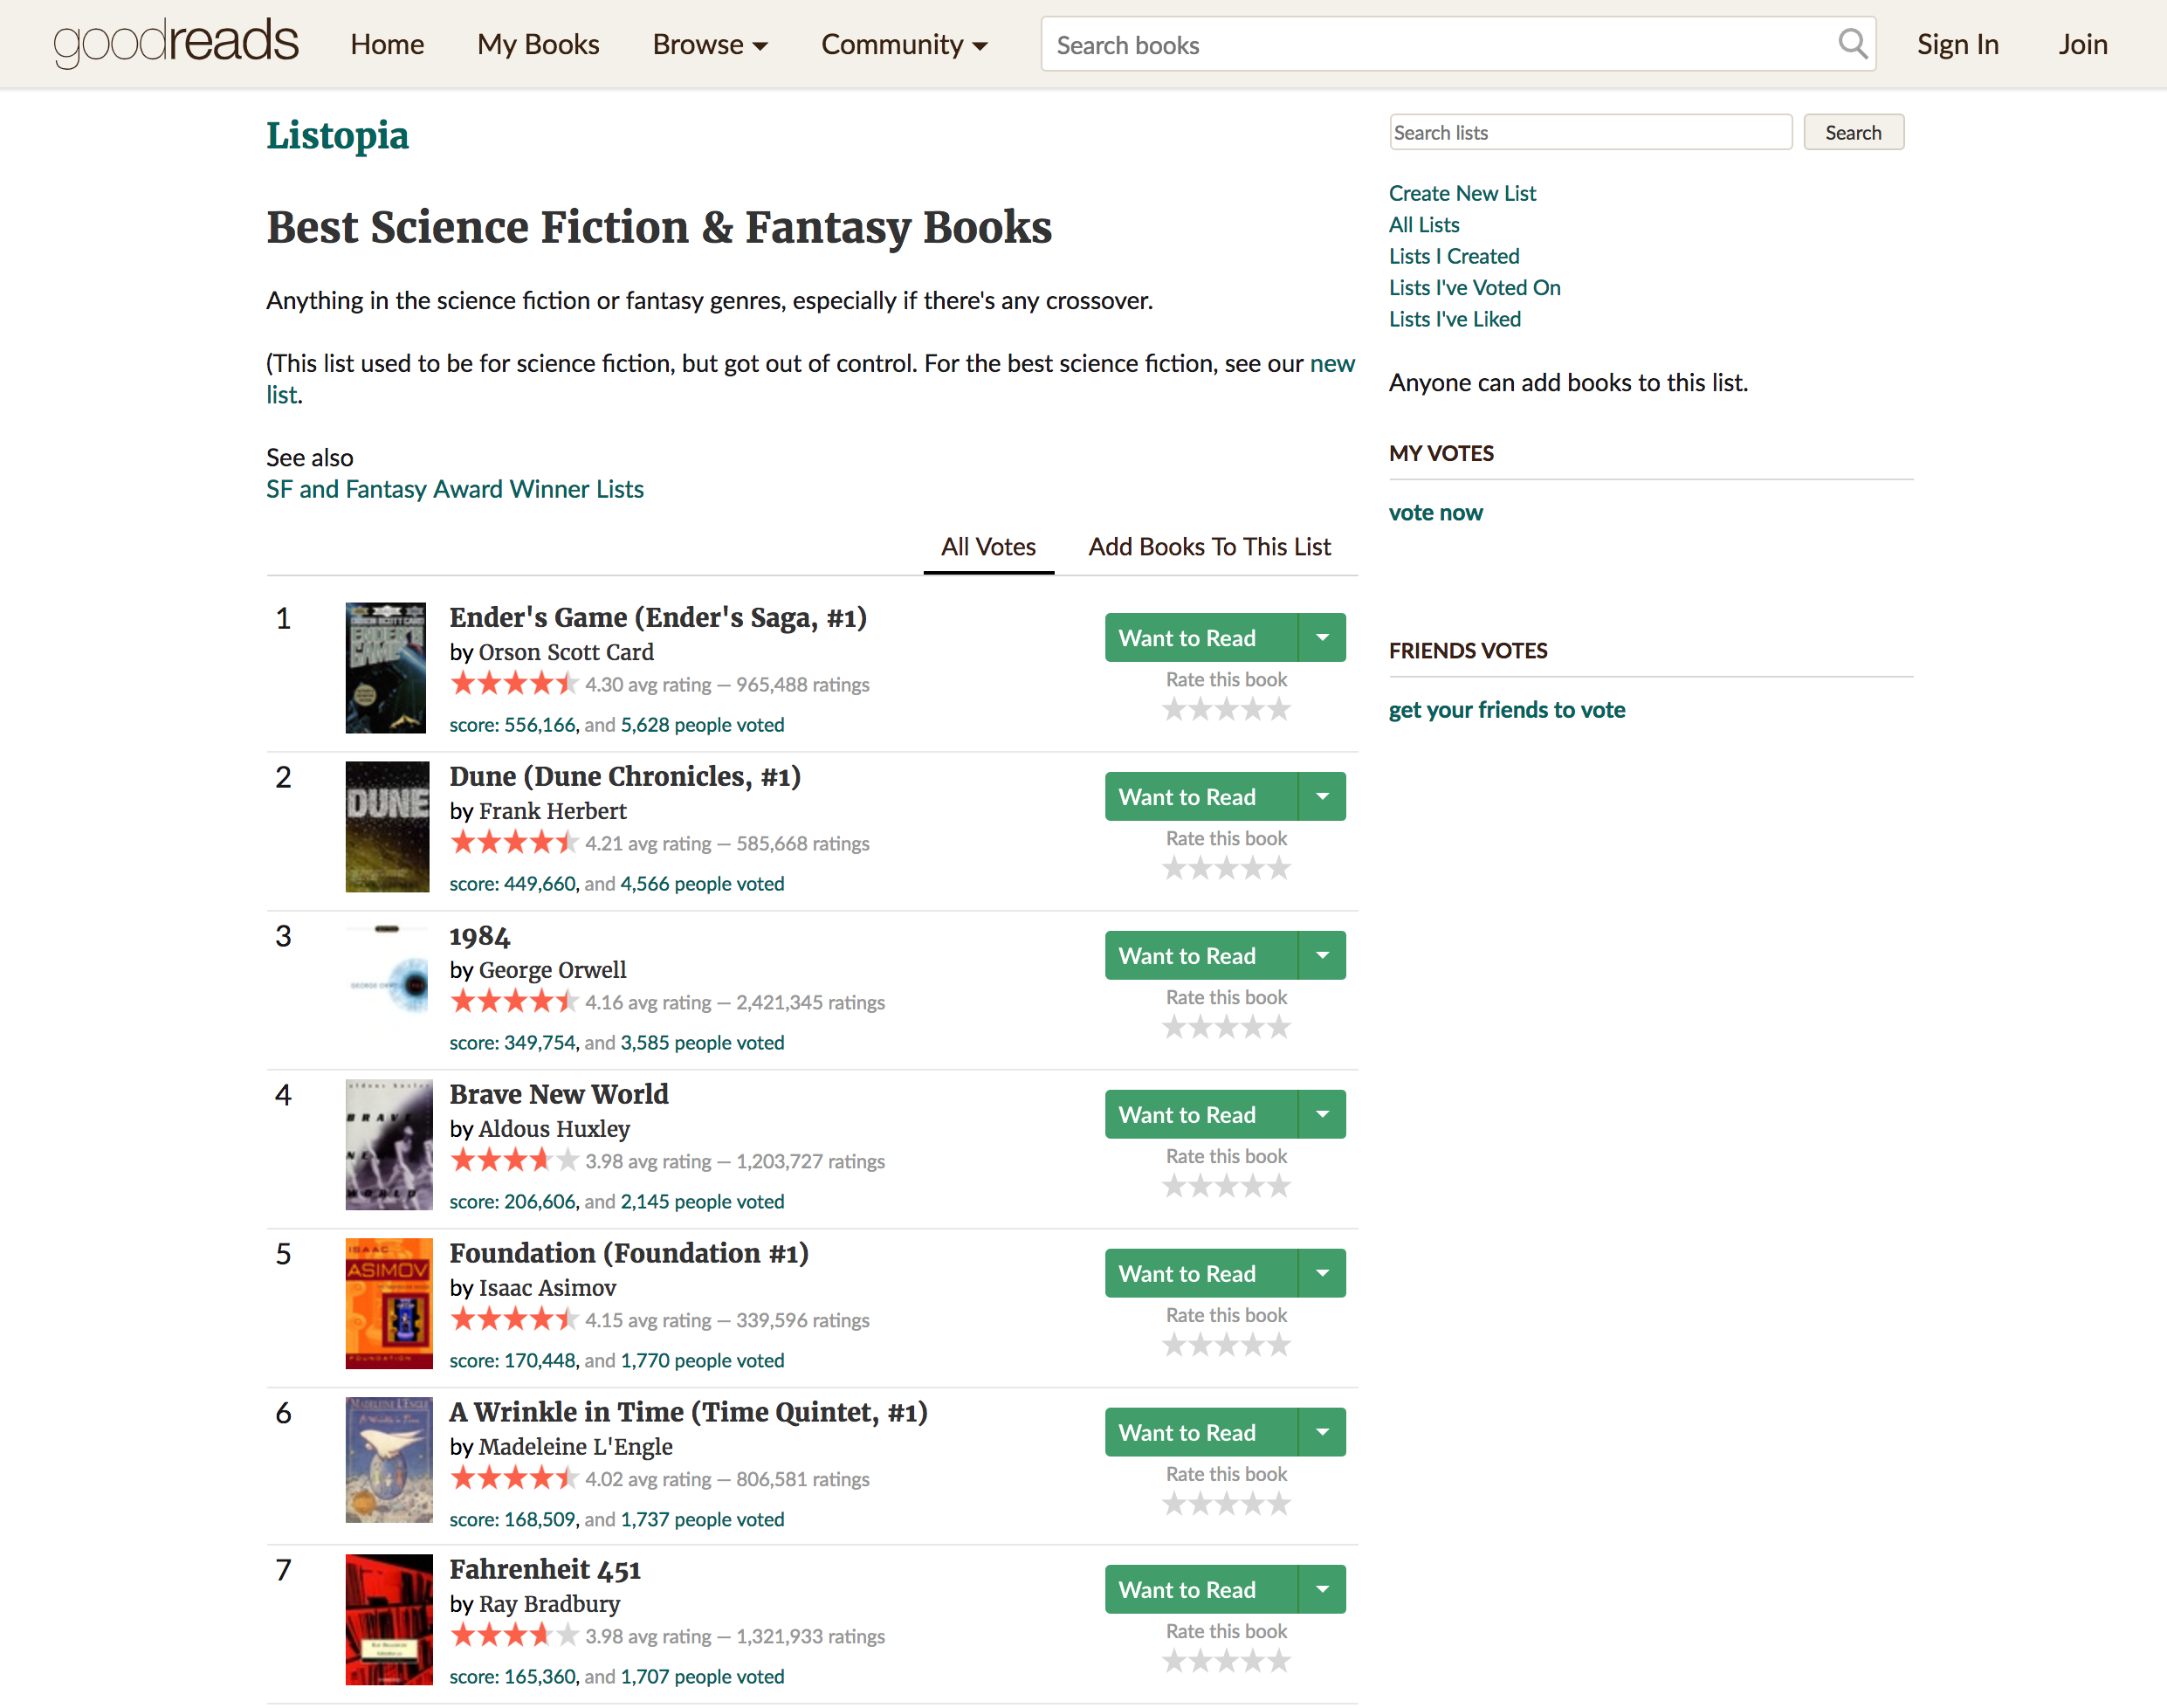 goodreads Home My Books Browse Community Search books Sign In Join
Listopia
Best Science Fiction & Fantasy Books
Anything in the science fiction or fantasy genres, especially if there's any crossover.
(This list used to be for science fiction, but got out of control. For the best science fiction, see our new
list.
See also
SF and Fantasy Award Winner Lists
All Votes Add Books To This List
1
ENDER'S GAME
Ender's Game (Ender's Saga, #1)
by Orson Scott Card
4.30 avg rating — 965,488 ratings
score: 556,166, and 5,628 people voted
Want to Read
Rate this book
2
DUNE
Dune (Dune Chronicles, #1)
by Frank Herbert
4.21 avg rating — 585,668 ratings
score: 449,660, and 4,566 people voted
Want to Read
Rate this book
3
1984
by George Orwell
4.16 avg rating — 2,421,345 ratings
score: 349,754, and 3,585 people voted
Want to Read
Rate this book
4
BRAVE
NEW
WORLD
Brave New World
by Aldous Huxley
3.98 avg rating — 1,203,727 ratings
score: 206,606, and 2,145 people voted
Want to Read
Rate this book
5
ISAAC
ASIMOV
FOUNDATION
Foundation (Foundation #1)
by Isaac Asimov
4.15 avg rating — 339,596 ratings
score: 170,448, and 1,770 people voted
Want to Read
Rate this book
6
MADELEINE L'ENGLE
A Wrinkle in Time
A Wrinkle in Time (Time Quintet, #1)
by Madeleine L'Engle
4.02 avg rating — 806,581 ratings
score: 168,509, and 1,737 people voted
Want to Read
Rate this book
7
Fahrenheit 451
by Ray Bradbury
3.98 avg rating — 1,321,933 ratings
score: 165,360, and 1,707 people voted
Want to Read
Rate this book
Search lists Search
Create New List
All Lists
Lists I Created
Lists I've Voted On
Lists I've Liked
Anyone can add books to this list.
MY VOTES
vote now
FRIENDS VOTES
get your friends to vote